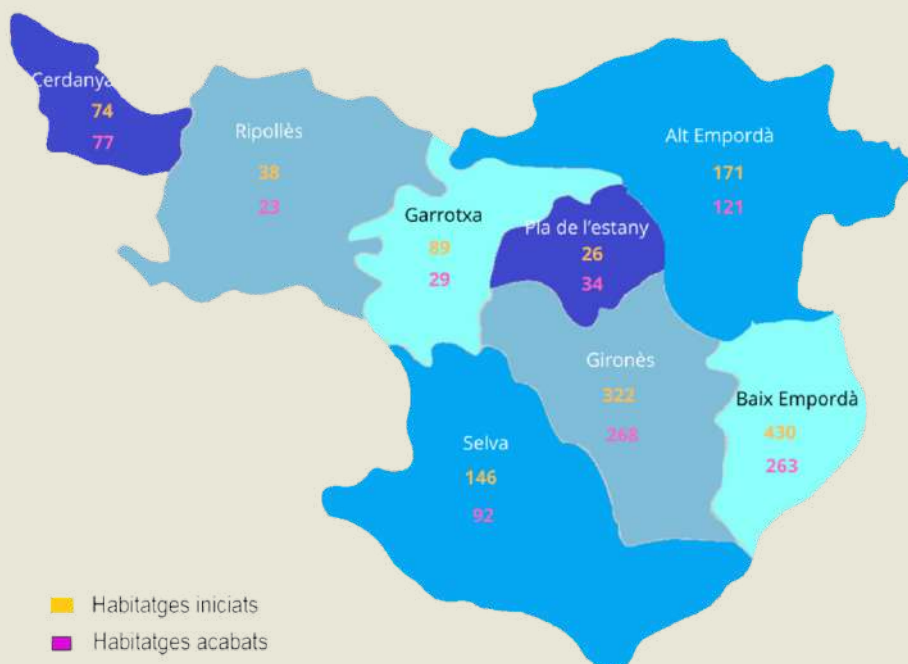 Cerdanya
74
77
Ripollès
38
23
Alt Empordà
171
121
Garrotxa
89
29
Pla de l'estany
26
34
Gironès
322
268
Baix Empordà
430
263
Selva
146
92
Habitatges iniciats
Habitatges acabats